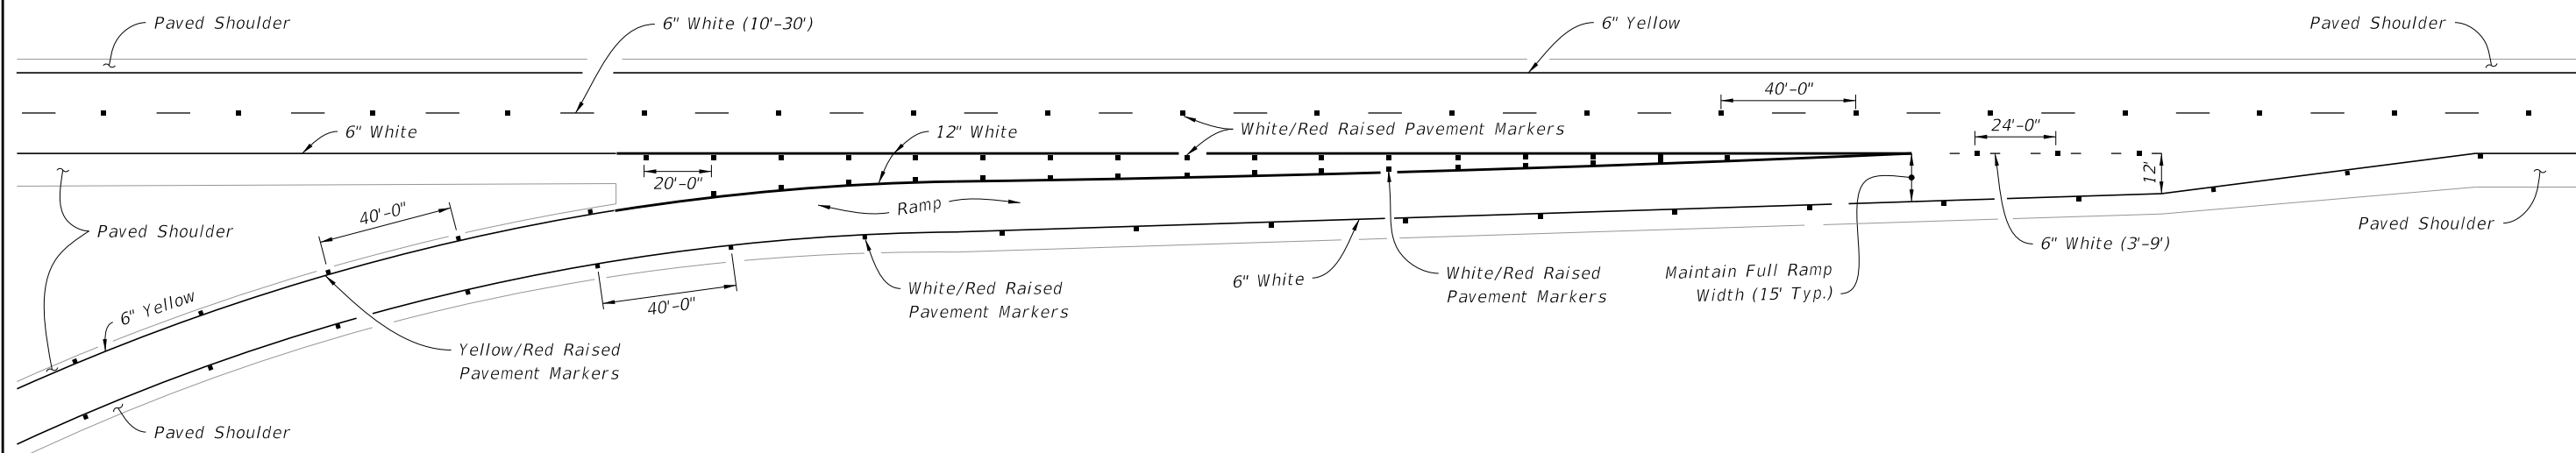 Paved Shoulder
6" White (10'-30')
6" Yellow
Paved Shoulder
40'-0"
6" White
12" White
White/Red Raised Pavement Markers
24'-0"
12'
20'-0"
40'-0"
Ramp
Paved Shoulder
Paved Shoulder
6" White (3'-9')
6" Yellow
40'-0"
White/Red Raised
Pavement Markers
6" White
White/Red Raised
Pavement Markers
Maintain Full Ramp
Width (15' Typ.)
Yellow/Red Raised
Pavement Markers
Paved Shoulder